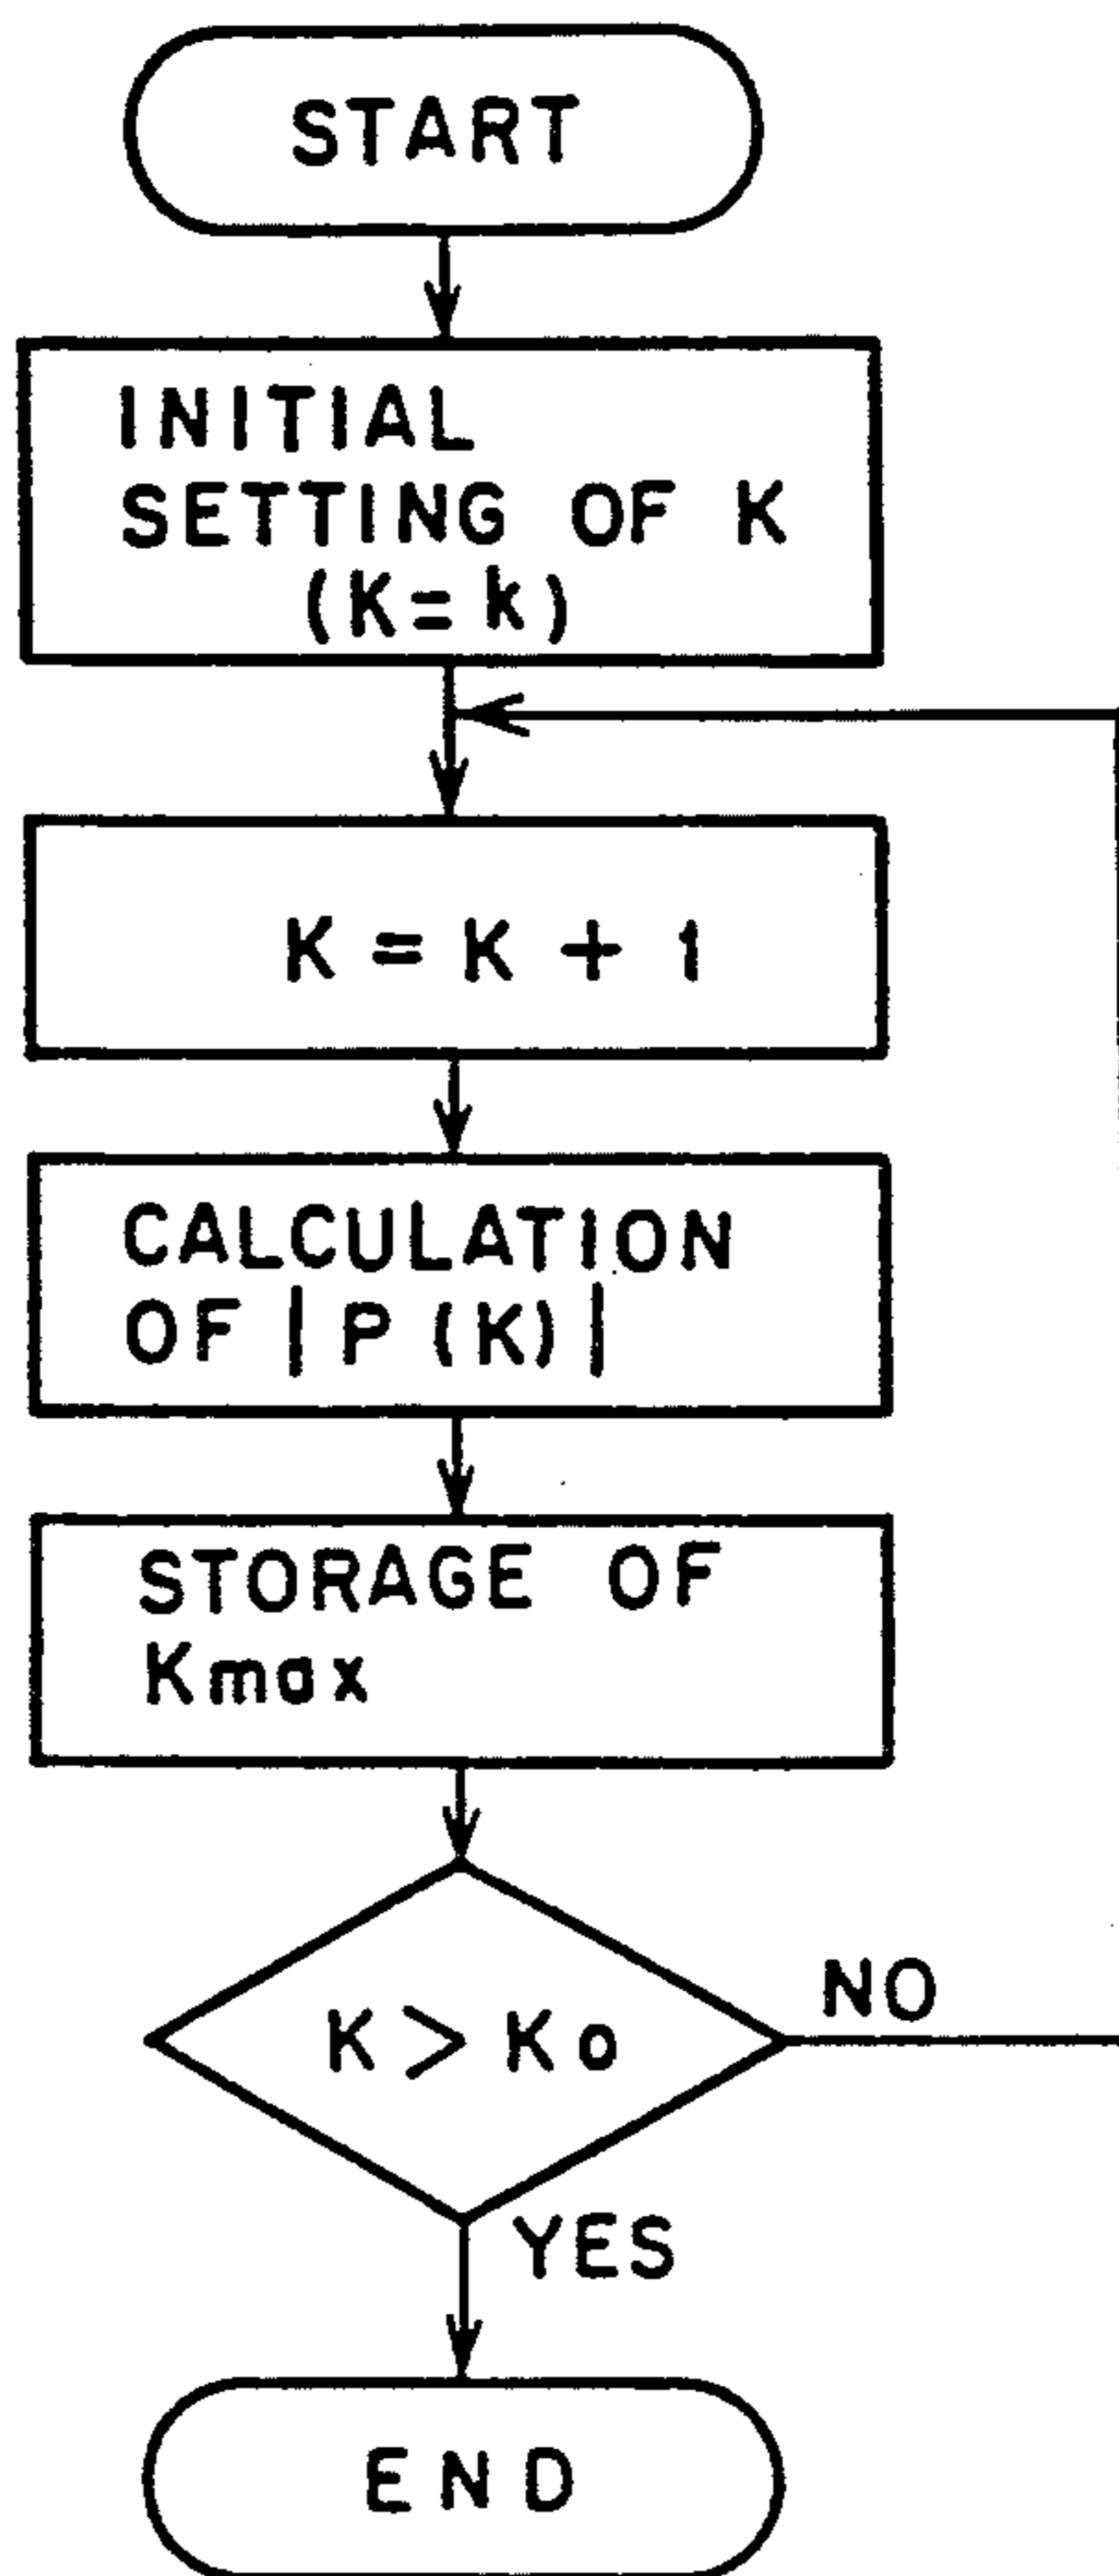 START
INITIAL
SETTING OF K
(K=k)
K = K + 1
CALCULATION
OF |P(K)|
STORAGE OF
Kmax
K > Ko
NO
YES
END